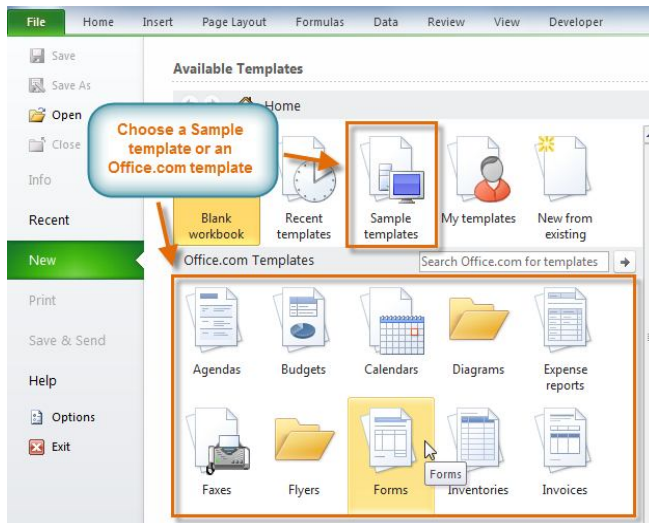 File Home Insert Page Layout Formulas Data Review View Developer
Save
Save As
Open
Close
Info
Recent
New
Print
Save & Send
Help
Options
Exit
Available Templates
Home
Choose a Sample
template or an
Office.com template
Blank
workbook
Recent
templates
Sample
templates
My templates
New from
existing
Office.com Templates
Search Office.com for templates
Agendas
Budgets
Calendars
Diagrams
Expense
reports
Faxes
Flyers
Forms
Forms
Inventories
Invoices